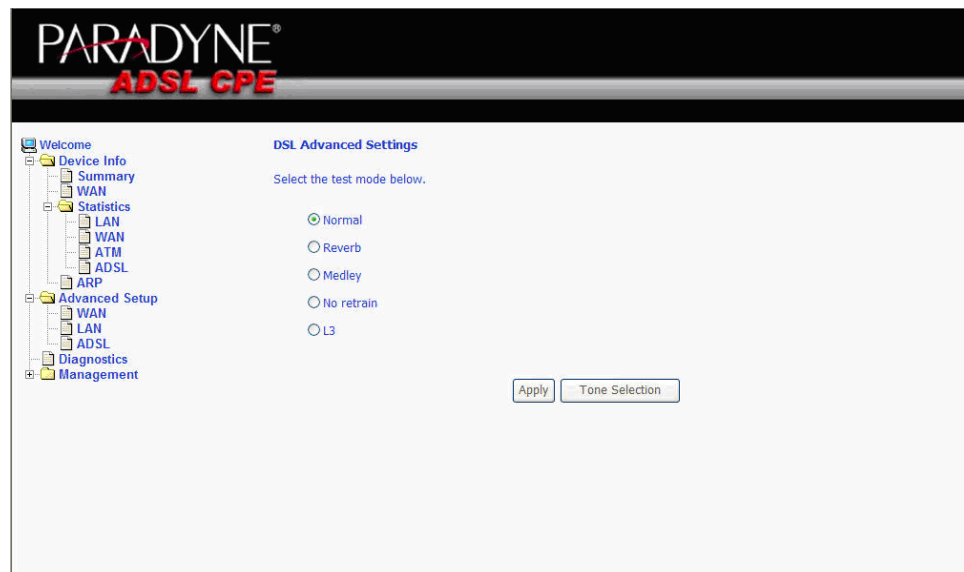 PARADYNE®
ADSL CPE
Welcome
Device Info
Summary
WAN
Statistics
LAN
WAN
ATM
ADSL
ARP
Advanced Setup
WAN
LAN
ADSL
Diagnostics
Management
DSL Advanced Settings
Select the test mode below.
Normal
Reverb
Medley
No retrain
L3
Apply
Tone Selection